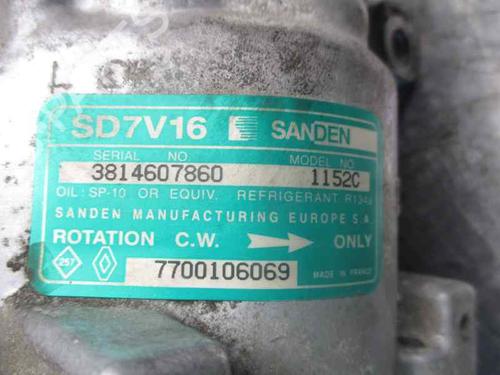 SD7V16 SANDEN
SERIAL NO. MODEL NO.
3814607860 1152C
OIL: SP-10 OR EQUIV. REFRIGERANT R134a
SANDEN MANUFACTURING EUROPE S.A.
ROTATION C.W. ONLY
257
7700106069 MADE IN FRANCE